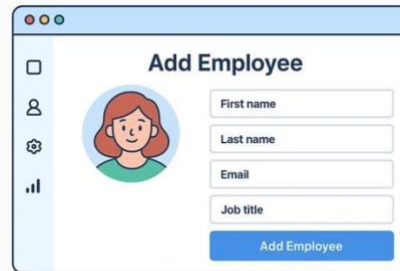 Add Employee
First name
Last name
Email
Job title
Add Employee